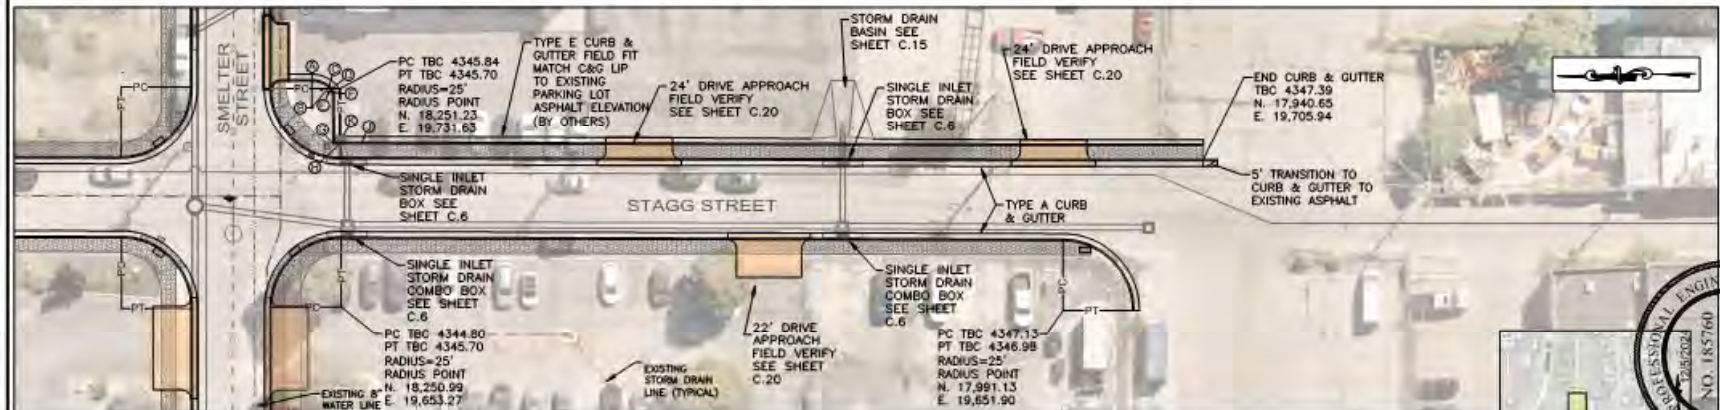 SMELTER
STREET
PC TBC 4345.84
PT TBC 4345.70
RADIUS=25'
RADIUS POINT
N. 18,251.23
E. 19,731.63
TYPE E CURB &
GUTTER FIELD FIT
MATCH C&G LIP
TO EXISTING
PARKING LOT
ASPHALT ELEVATION
(BY OTHERS)
24' DRIVE APPROACH
FIELD VERIFY
SEE SHEET C.20
STORM DRAIN
BASIN SEE
SHEET C.15
SINGLE INLET
STORM DRAIN
BOX SEE
SHEET C.6
24' DRIVE APPROACH
FIELD VERIFY
SEE SHEET C.20
END CURB & GUTTER
TBC 4347.39
N. 17,940.65
E. 19,705.94
PC
PT
PC
PT
SINGLE INLET
STORM DRAIN
BOX SEE
SHEET C.6
STAGG STREET
TYPE A CURB
& GUTTER
5' TRANSITION TO
CURB & GUTTER TO
EXISTING ASPHALT
PC
PT
PT
PC
SINGLE INLET
STORM DRAIN
COMBO BOX
SEE SHEET
C.6
PC TBC 4344.80
PT TBC 4345.70
RADIUS=25'
RADIUS POINT
N. 18,250.99
E. 19,653.27
EXISTING 8"
WATER LINE
EXISTING
STORM DRAIN
LINE (TYPICAL)
22' DRIVE
APPROACH
FIELD VERIFY
SEE SHEET
C.20
SINGLE INLET
STORM DRAIN
COMBO BOX
SEE SHEET
C.6
PC TBC 4347.13
PT TBC 4346.98
RADIUS=25'
RADIUS POINT
N. 17,991.13
E. 19,651.90
PC
PT
PROFESSIONAL ENGIN
NO. 185760